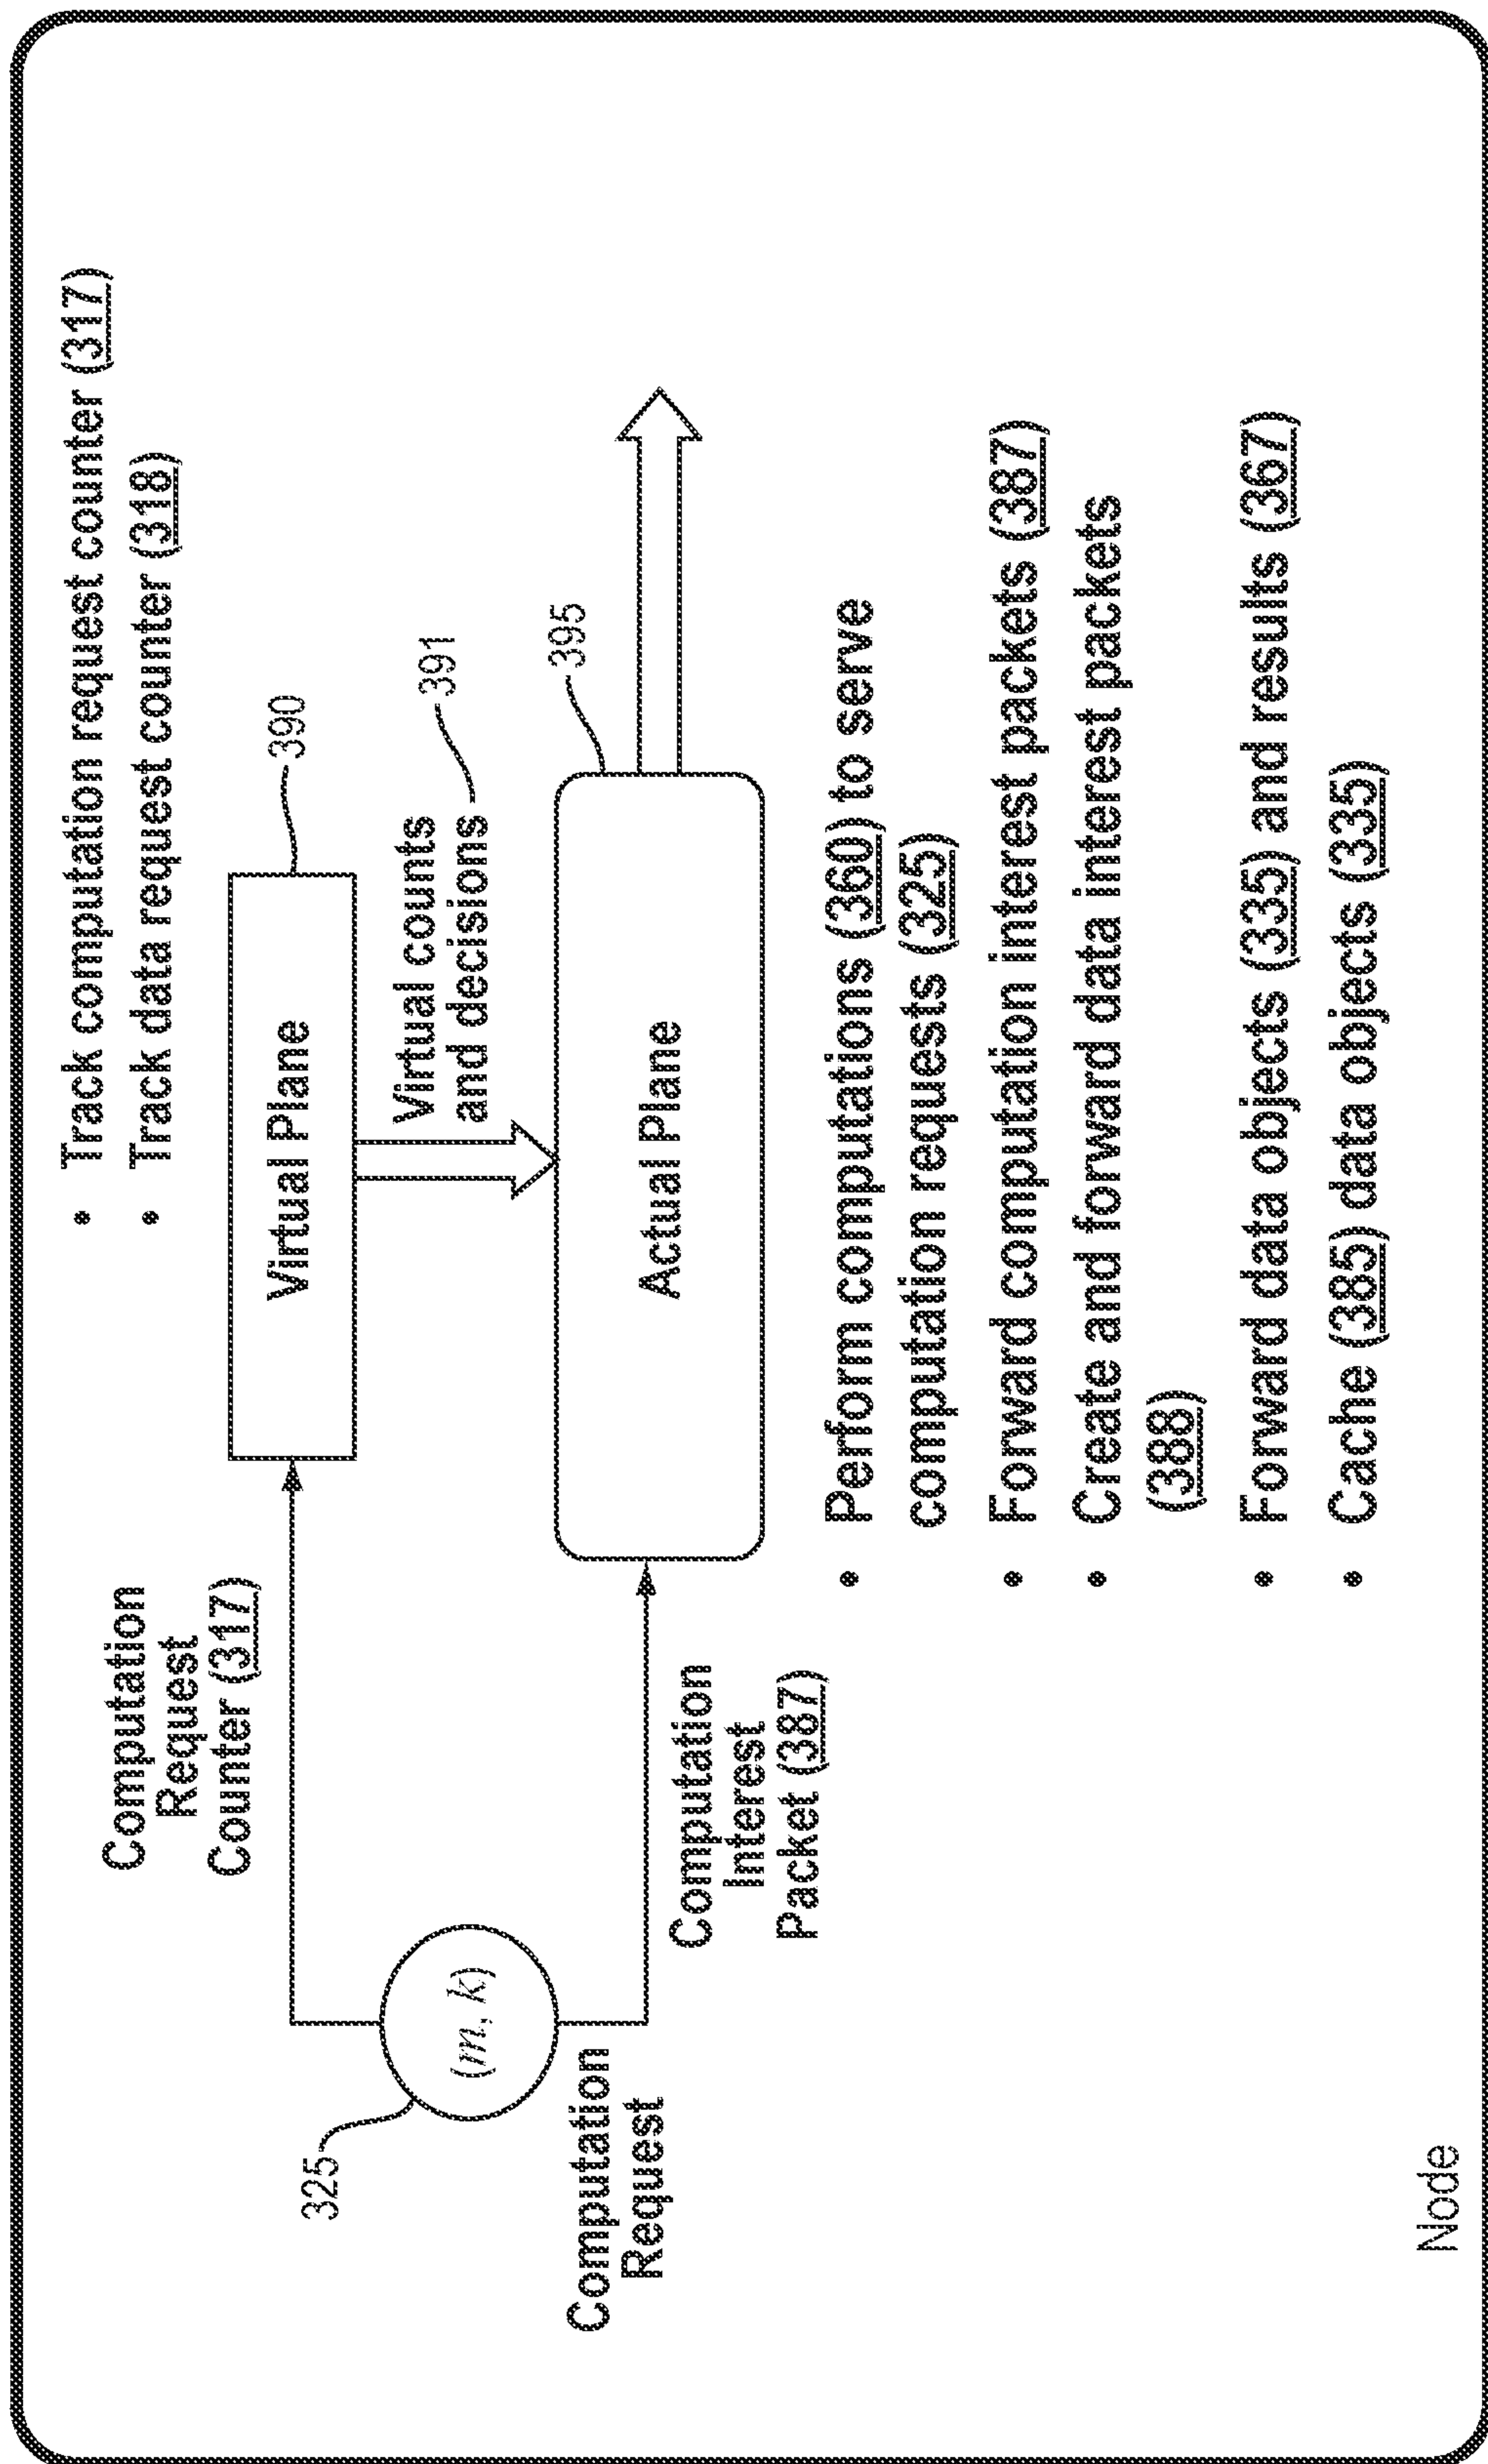 • Track computation request counter (317)
• Track data request counter (318)
Computation
Request
Counter (317)
390
Virtual Plane
Virtual counts
and decisions
391
325
(m, k)
Computation
Request
395
Actual Plane
Computation
Interest
Packet (387)
• Perform computations (360) to serve
computation requests (325)
• Forward computation interest packets (387)
• Create and forward data interest packets
(388)
• Forward data objects (335) and results (367)
• Cache (385) data objects (335)
Node